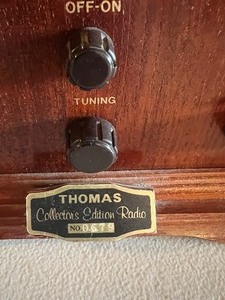 OFF-ON
TUNING
THOMAS
Collector's Edition Radio
NO.